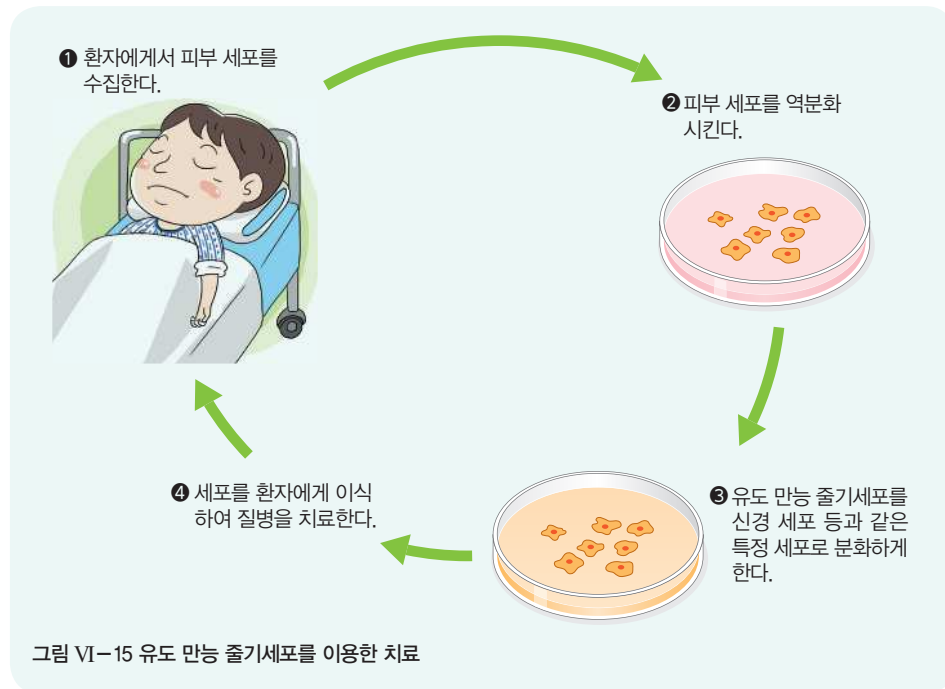 ❶ 환자에게서 피부 세포를
수집한다.
❷ 피부 세포를 역분화
시킨다.
❸ 유도 만능 줄기세포를
신경 세포 등과 같은
특정 세포로 분화하게
한다.
❹ 세포를 환자에게 이식
하여 질병을 치료한다.
그림 Ⅵ-15 유도 만능 줄기세포를 이용한 치료